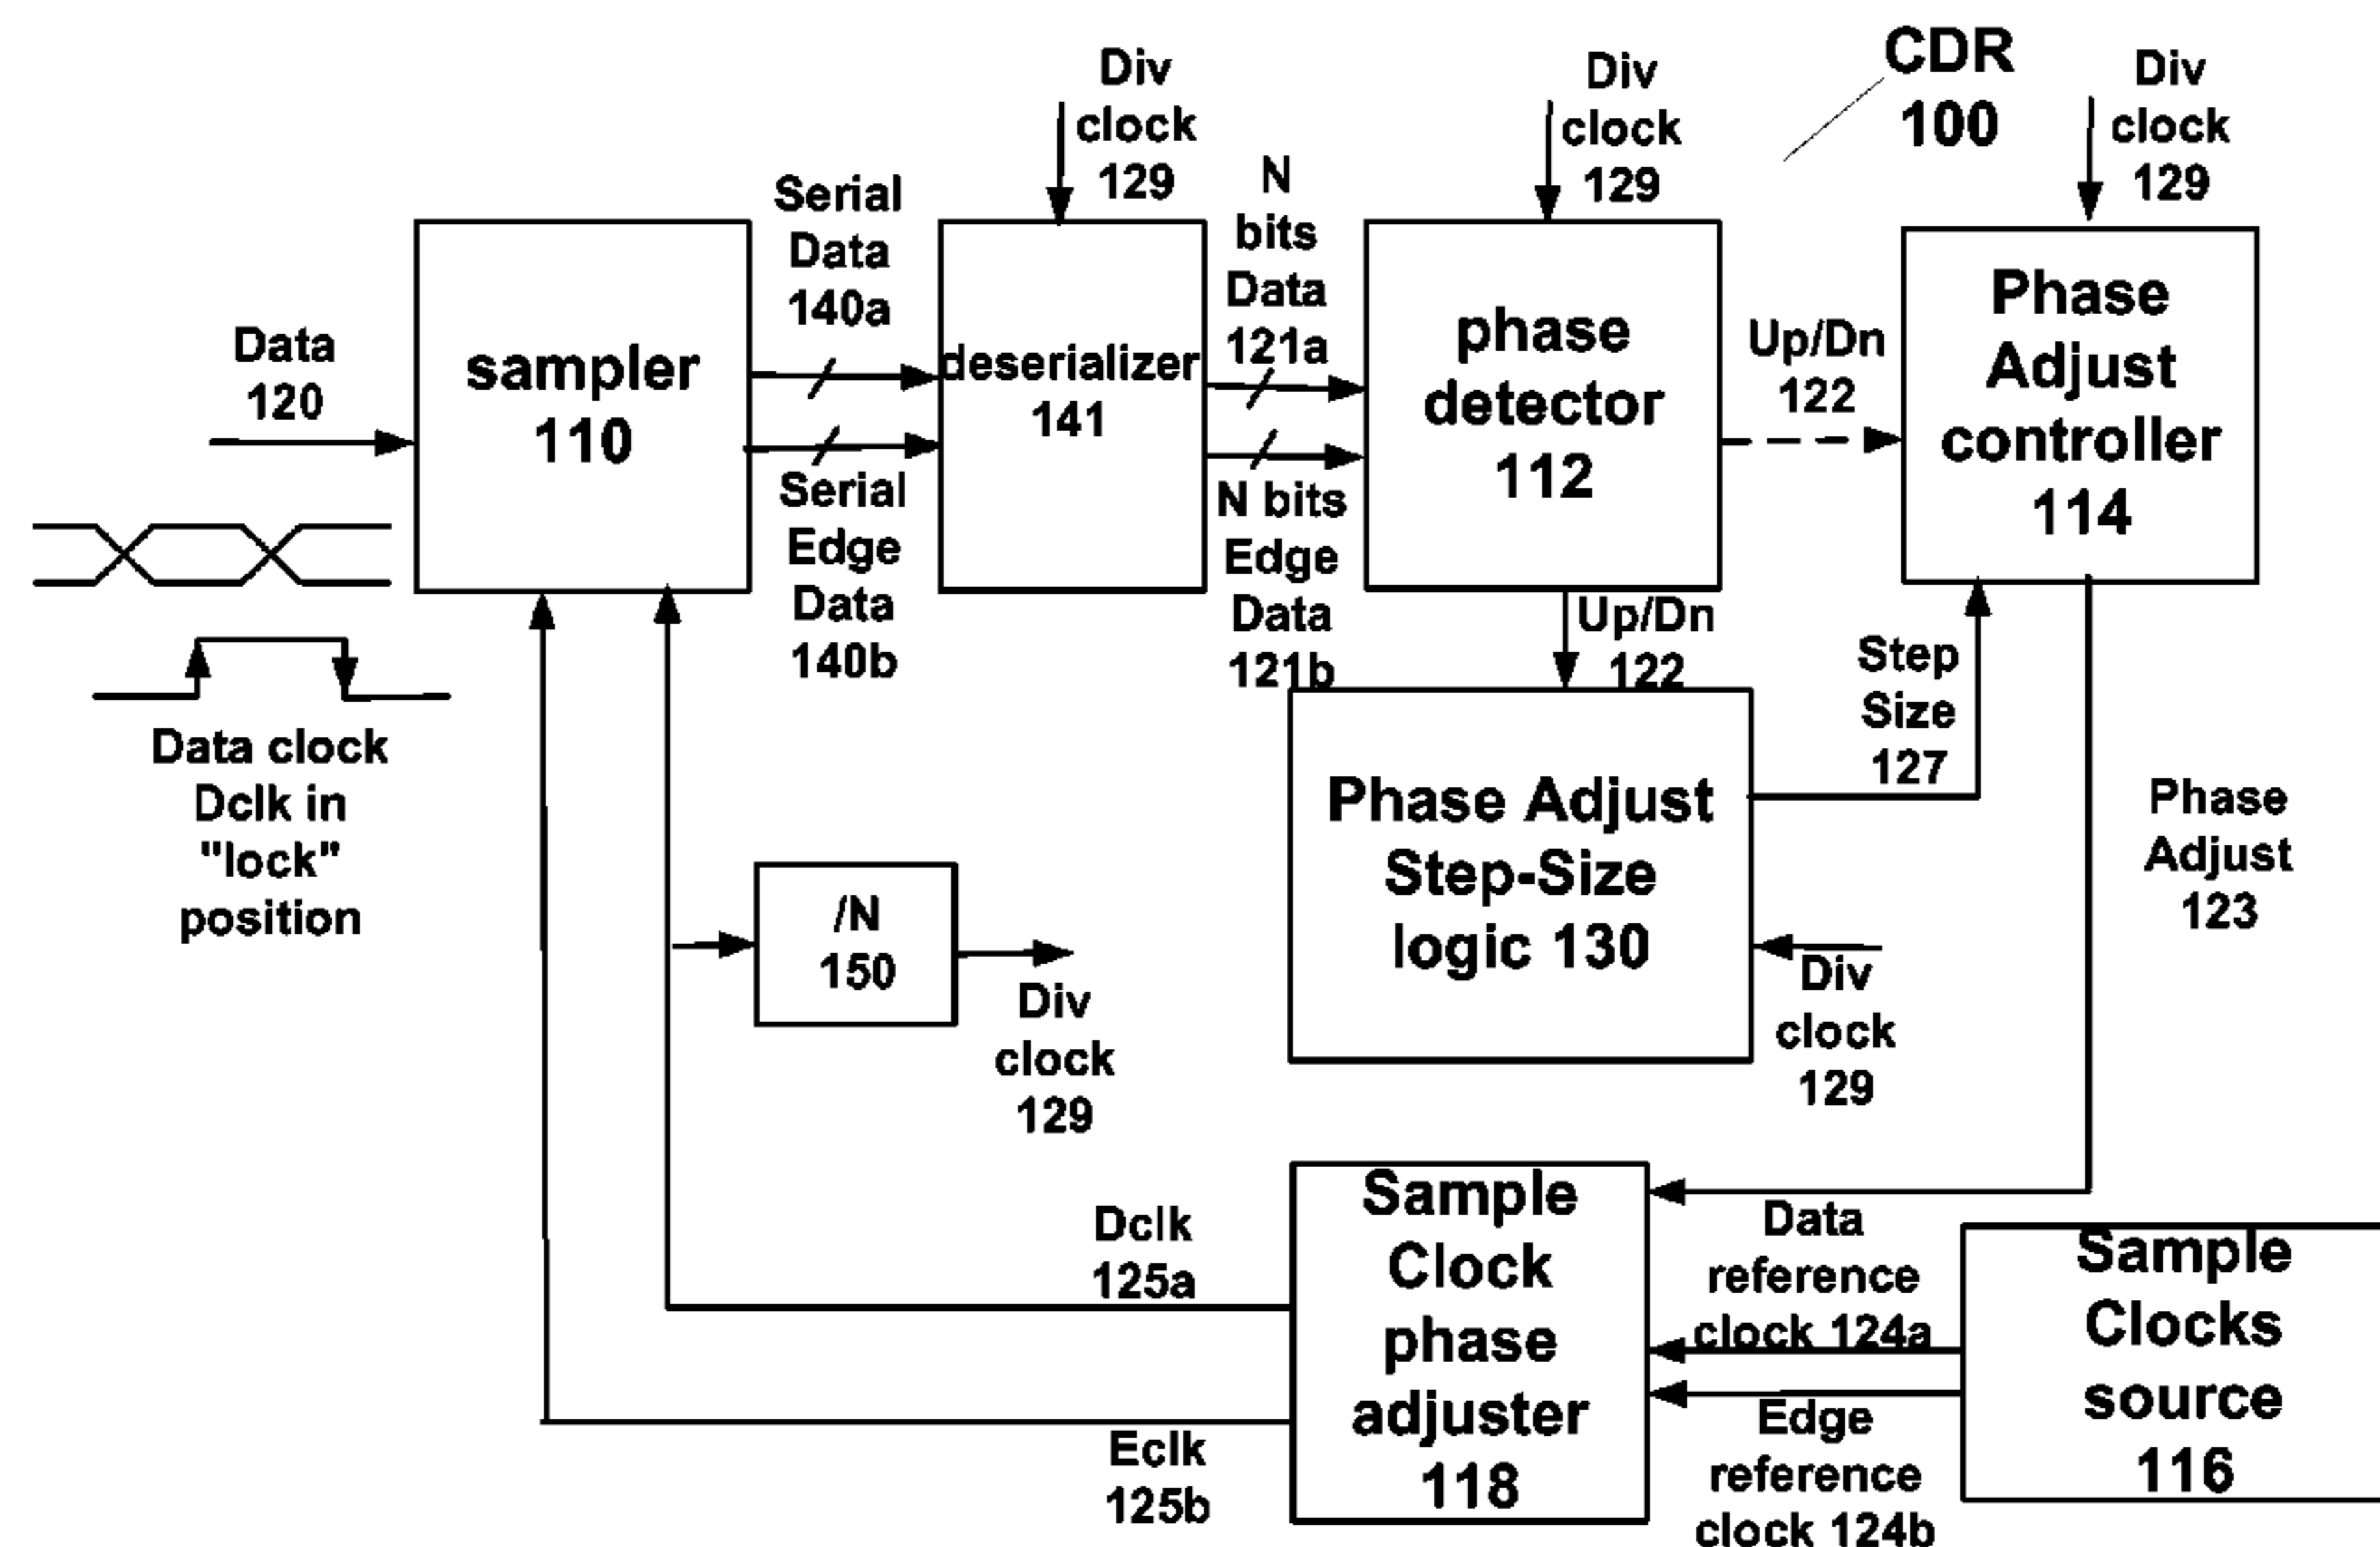 CDR
100
Div
clock
129
Div
clock
129
Div
clock
129
Serial
Data
140a
N
bits
Data
121a
Data
120
sampler
110
deserializer
141
phase
detector
112
Up/Dn
122
Phase
Adjust
controller
114
Serial
Edge
Data
140b
N bits
Edge
Data
121b
Up/Dn
122
Step
Size
127
Data clock
Dclk in
"lock"
position
Phase Adjust
Step-Size
logic 130
Phase
Adjust
123
/N
150
Div
clock
129
Div
clock
129
Dclk
125a
Sample
Clock
phase
adjuster
118
Data
reference
clock 124a
Sample
Clocks
source
116
Eclk
125b
Edge
reference
clock 124b